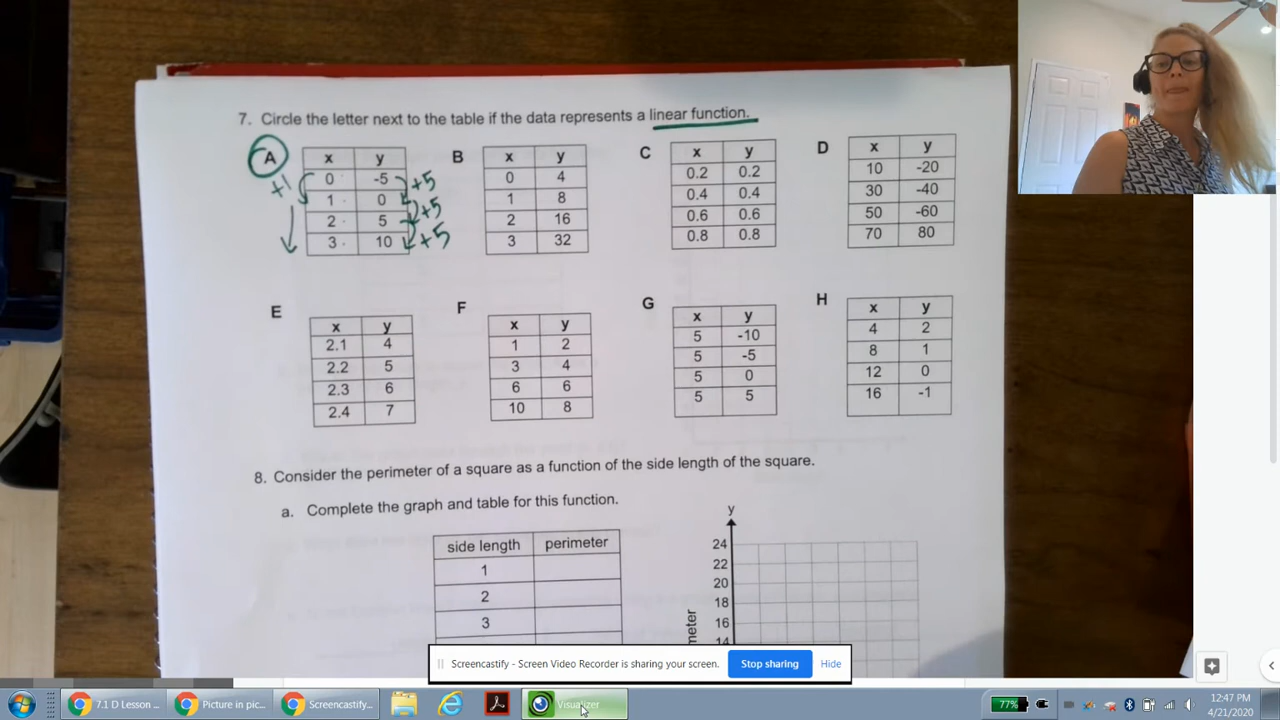 7. Circle the letter next to the table if the data represents a linear function.
A
x y
0 -5
1 0
2 5
3 10
+1
+5
+5
+5
B
x y
0 4
1 8
2 16
3 32
C
x y
0.2 0.2
0.4 0.4
0.6 0.6
0.8 0.8
D
x y
10 -20
30 -40
50 -60
70 80
E
x y
2.1 4
2.2 5
2.3 6
2.4 7
F
x y
1 2
3 4
6 6
10 8
G
x y
5 -10
5 -5
5 0
5 5
H
x y
4 2
8 1
12 0
16 -1
8. Consider the perimeter of a square as a function of the side length of the square.
a. Complete the graph and table for this function.
side length perimeter
1
2
3
y
24
22
20
18
16
14
meter
Screencastify - Screen Video Recorder is sharing your screen.
Stop sharing
Hide
7.1 D Lesson ...
Picture in pic...
Screencastify...
Visualizer
77%
12:47 PM
4/21/2020